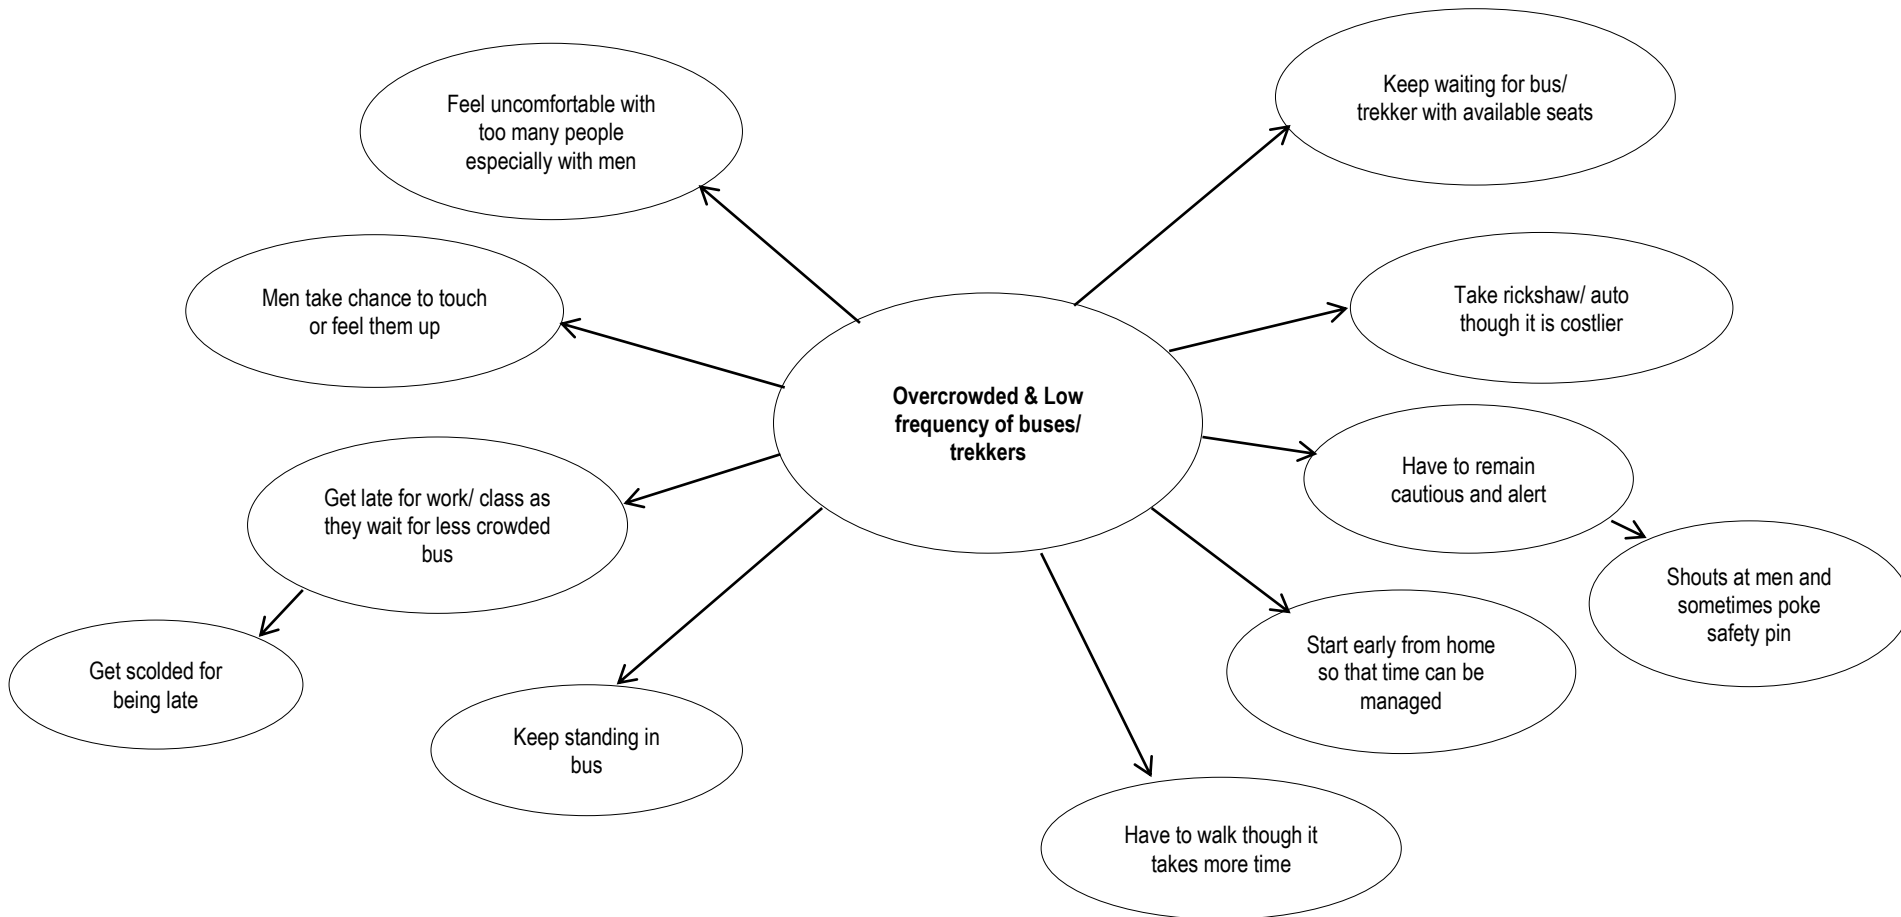 Feel uncomfortable with
too many people
especially with men
Keep waiting for bus/
trekker with available seats
Men take chance to touch
or feel them up
Take rickshaw/ auto
though it is costlier
Overcrowded & Low
frequency of buses/
trekkers
Get late for work/ class as
they wait for less crowded
bus
Have to remain
cautious and alert
Shouts at men and
sometimes poke
safety pin
Get scolded for
being late
Start early from home
so that time can be
managed
Keep standing in
bus
Have to walk though it
takes more time